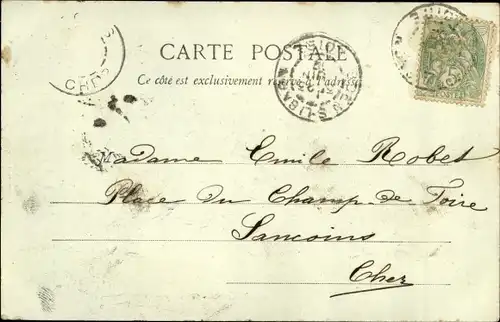 CARTE POSTALE
Ce côté est exclusivement réservé à l'adresse
Madame Emile Robet
Place du Champ-de Foire
Sancoins
Cher